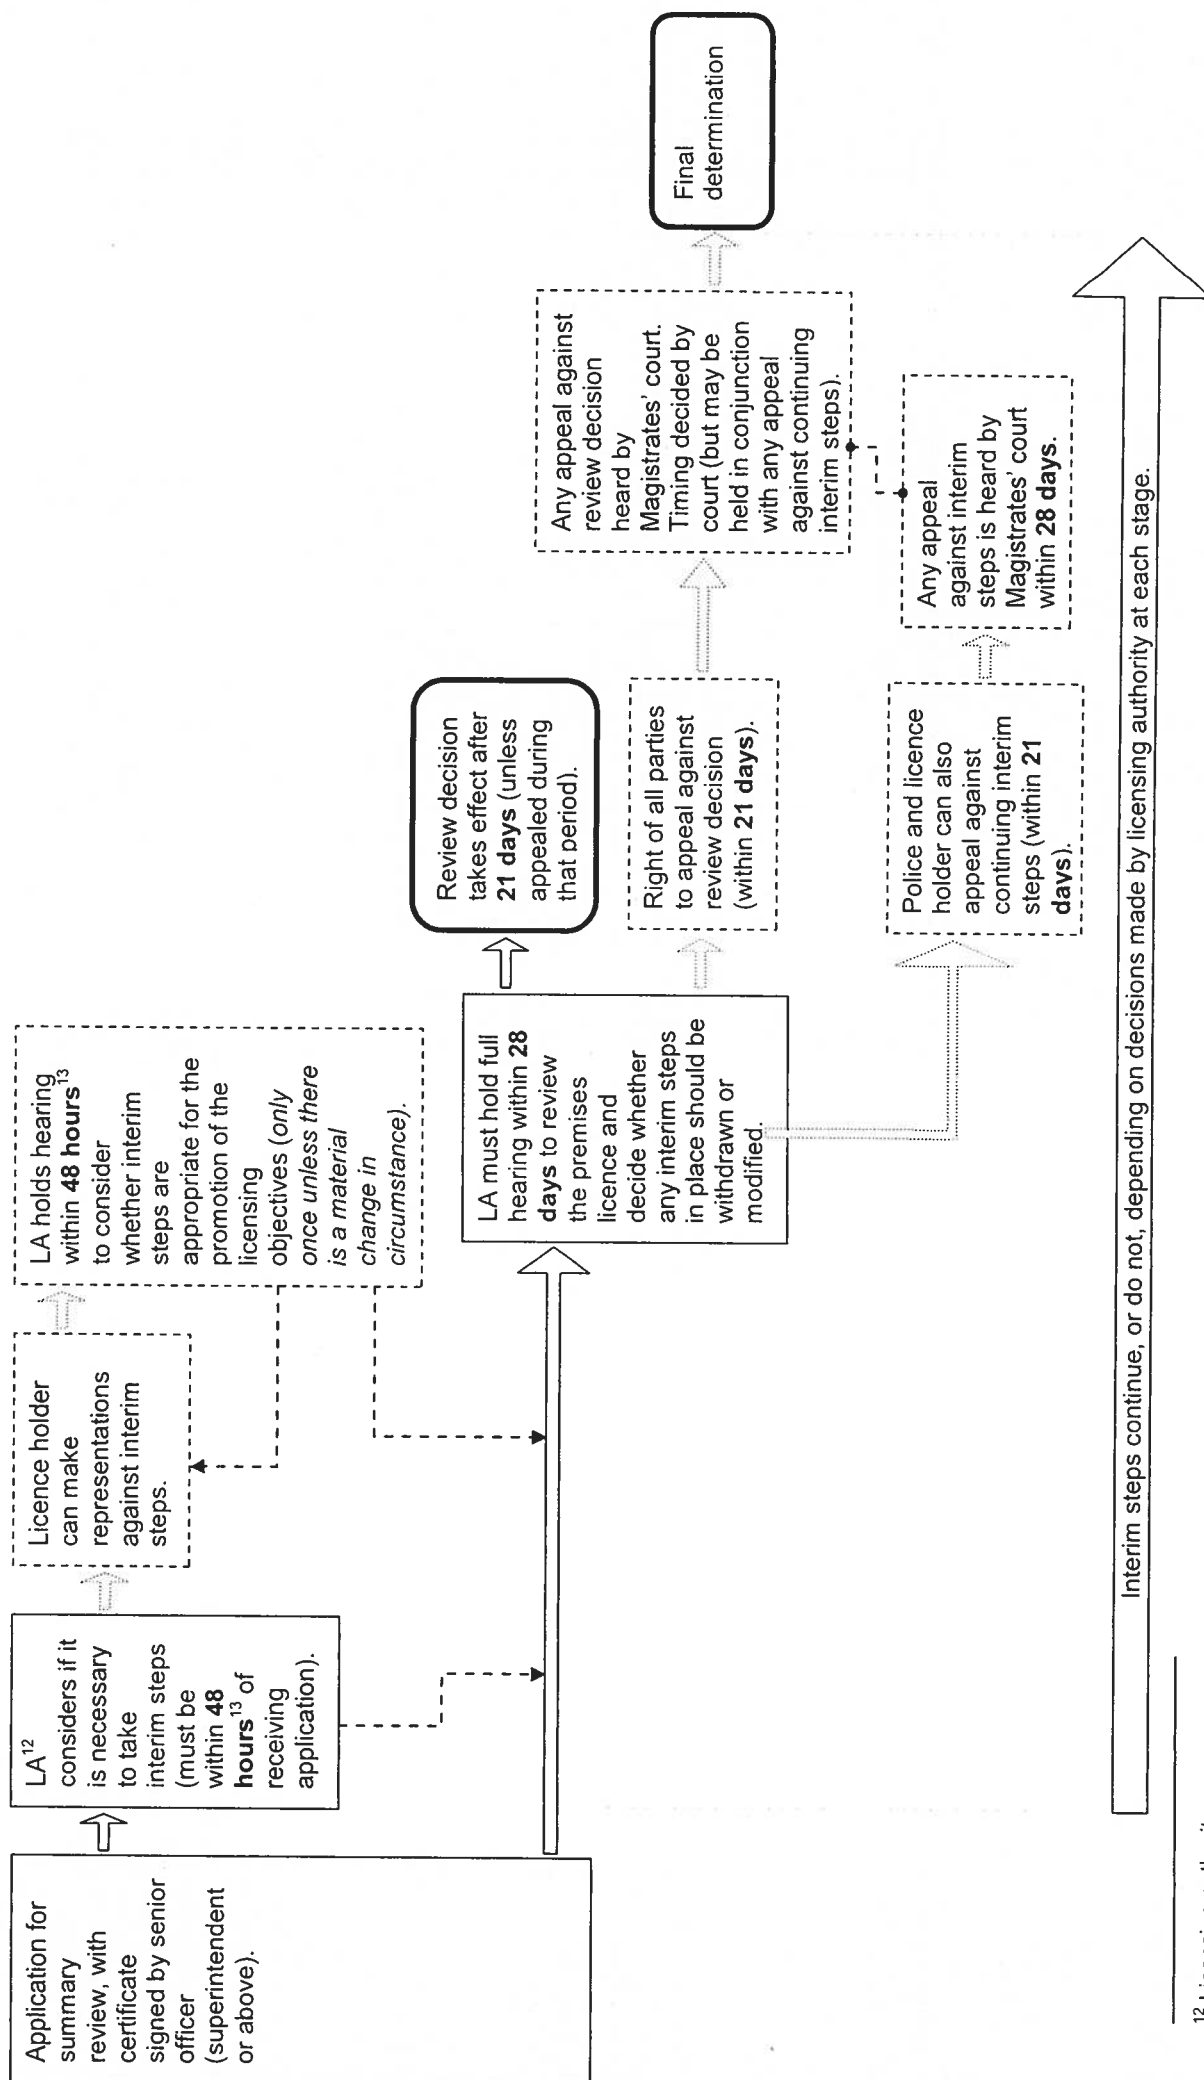 Application for
summary
review, with
certificate
signed by senior
officer
(superintendent
or above).
LA12
considers if it
is necessary
to take
interim steps
(must be
within 48
hours13 of
receiving
application).
Licence holder
can make
representations
against interim
steps.
LA holds hearing
within 48 hours13
to consider
whether interim
steps are
appropriate for the
promotion of the
licensing
objectives (only
once unless there
is a material
change in
circumstance).
LA must hold full
hearing within 28
days to review
the premises
licence and
decide whether
any interim steps
in place should be
withdrawn or
modified.
Review decision
takes effect after
21 days (unless
appealed during
that period).
Right of all parties
to appeal against
review decision
(within 21 days).
Police and licence
holder can also
appeal against
continuing interim
steps (within 21
days).
Any appeal against
review decision
heard by
Magistrates' court.
Timing decided by
court (but may be
held in conjunction
with any appeal
against continuing
interim steps).
Any appeal
against interim
steps is heard by
Magistrates' court
within 28 days.
Final
determination
Interim steps continue, or do not, depending on decisions made by licensing authority at each stage.